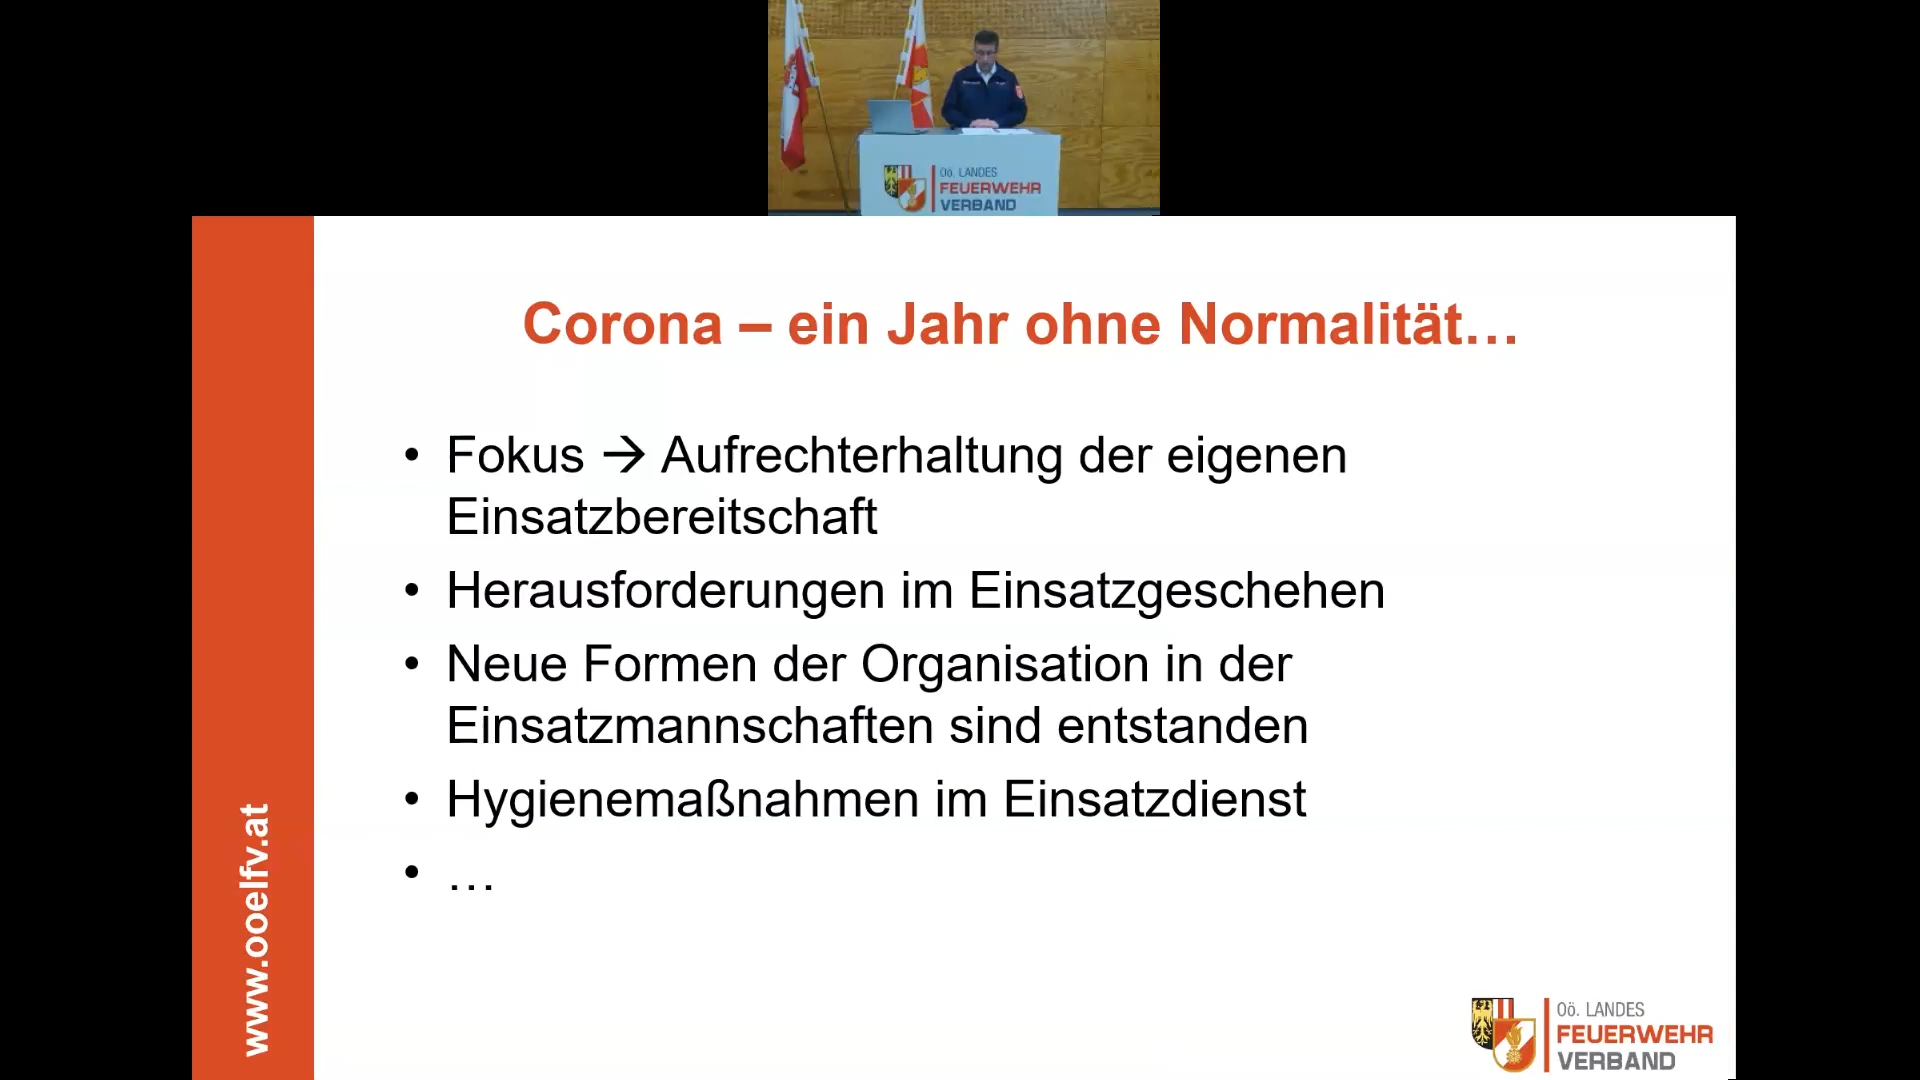 Oö. LANDES
FEUERWEHR
VERBAND
Corona – ein Jahr ohne Normalität…
• Fokus → Aufrechterhaltung der eigenen
Einsatzbereitschaft
• Herausforderungen im Einsatzgeschehen
• Neue Formen der Organisation in der
Einsatzmannschaften sind entstanden
• Hygienemaßnahmen im Einsatzdienst
• …
www.ooelfv.at
Oö. LANDES
FEUERWEHR
VERBAND